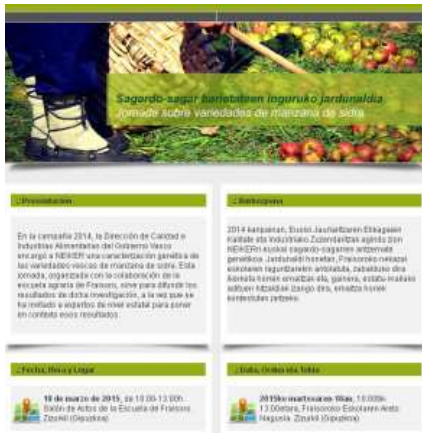 Sagardo-sagar barietateen inguruko jardunaldia
Jornada sobre variedades de manzana de sidra
.: Presentación
En la campaña 2014, la Dirección de Calidad e
Industrias Alimentarias del Gobierno Vasco
encargó a NEIKER una caracterización genética de
las variedades vascas de manzana de sidra. Esta
jornada, organizada con la colaboración de la
escuela agraria de Fraisoro, sirve para difundir los
resultados de dicha investigación, a la vez que se
ha invitado a expertos de nivel estatal para poner
en contexto esos resultados.
.: Aurkezpena
2014 kanpainan, Eusko Jaurlaritzaren Elikagaien
Kalitate eta Industriako Zuzendaritzak agindu zion
NEIKERi euskal sagardo-sagarren
genetikoa. Jardunaldi honetan, Fraisoroko nekazal
eskolaren laguntzarekin antolatuta, zabalduko dira
ikerketa horren emaitzak eta, gainera, estatu-mailako
adituen hitzaldiak izango dira, emaitza horiek
kontestuan jartzeko.
.: Fecha, Hora y Lugar
18 de marzo de 2015, de 10:00-13:00h.
Salón de Actos de la Escuela de Fraisoro.
Zizurkil (Gipuzkoa)
.: Data, Ordua eta Tokia
2015ko martxoaren 18an, 10:00tik
13:00etara, Fraisoroko Eskolaren Areto
Nagusia. Zizurkil (Gipuzkoa)